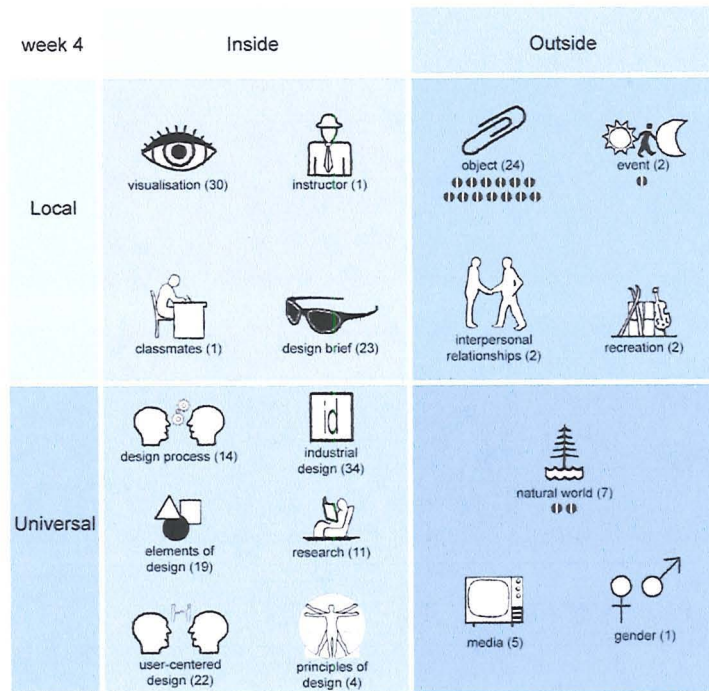 week 4
Inside
Outside
Local
visualisation (30)
instructor (1)
object (24)
event (2)
classmates (1)
design brief (23)
interpersonal
relationships (2)
recreation (2)
Universal
design process (14)
id
industrial
design (34)
natural world (7)
elements of
design (19)
research (11)
media (5)
gender (1)
user-centered
design (22)
principles of
design (4)